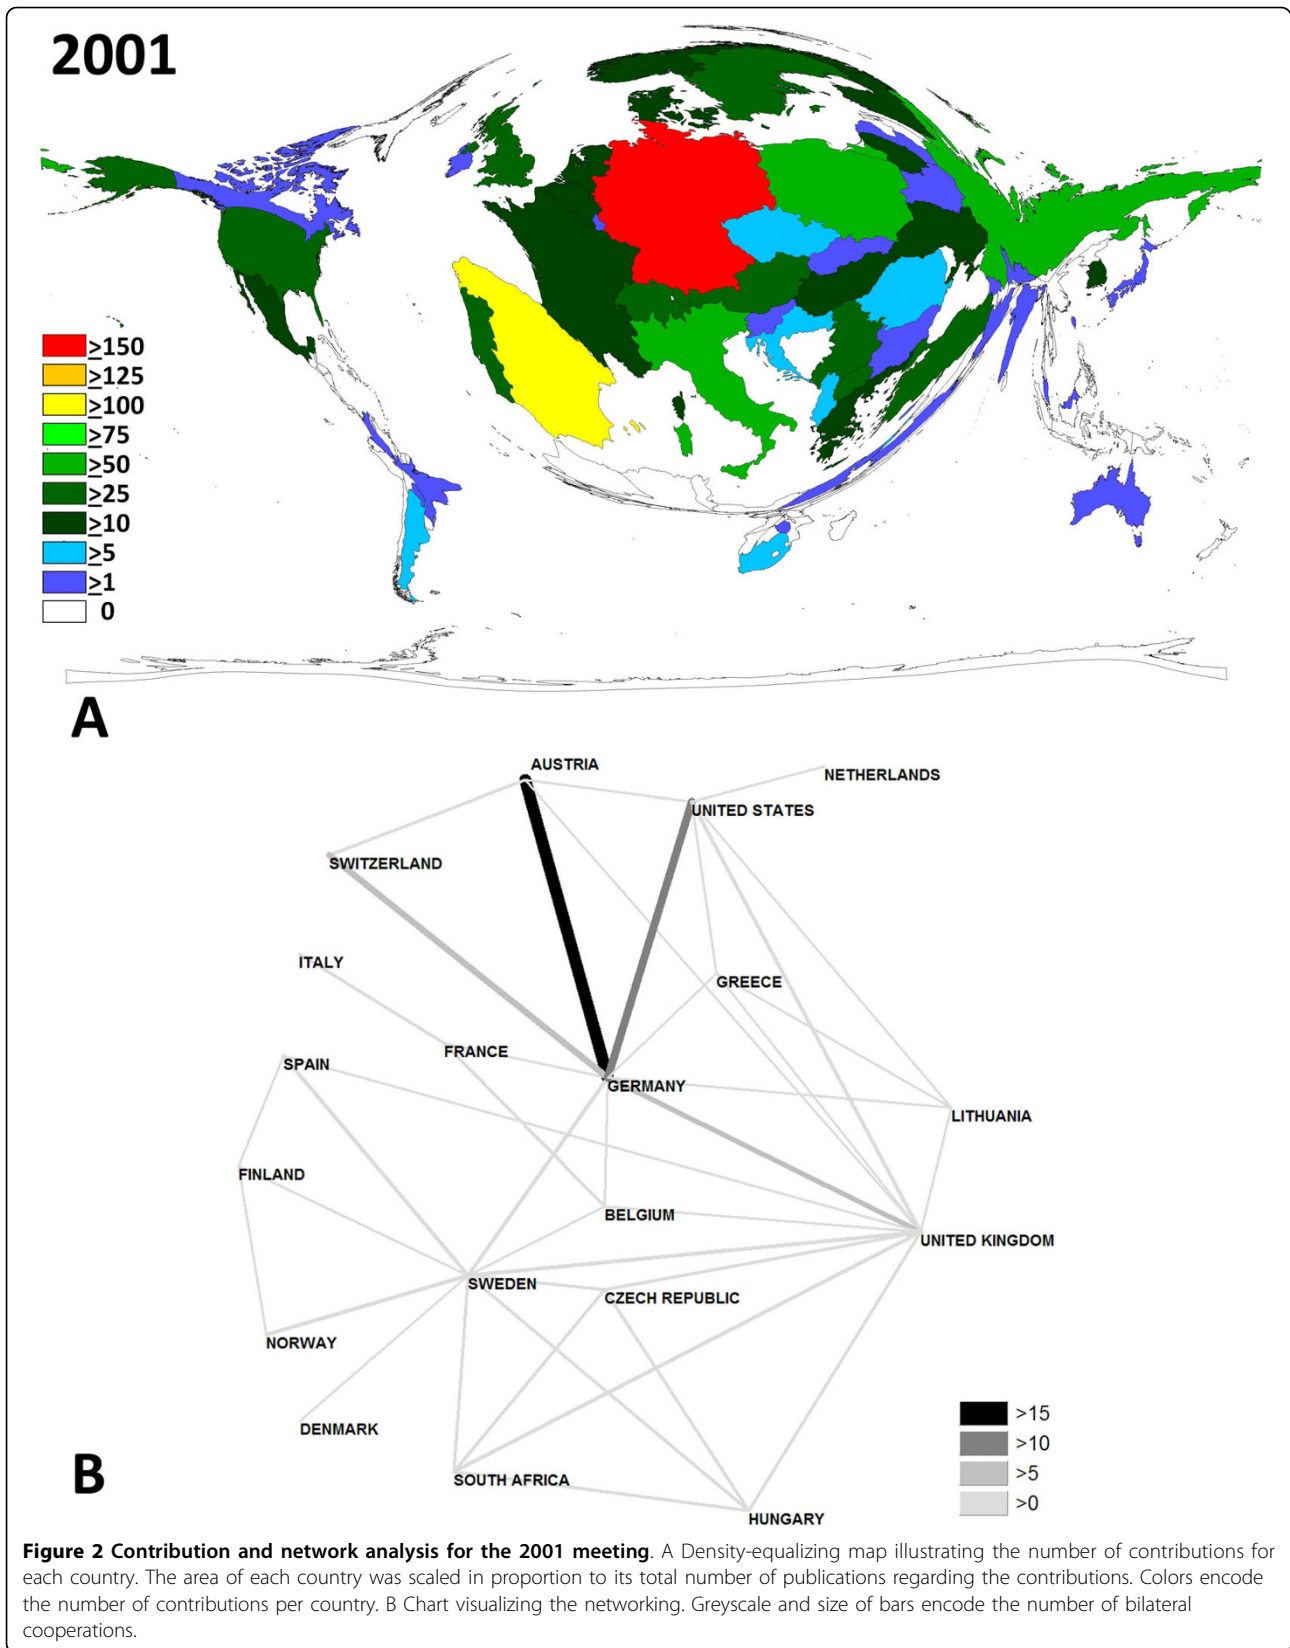 2001
≥150
≥125
≥100
≥75
≥50
≥25
≥10
≥5
≥1
0
A
AUSTRIA
NETHERLANDS
UNITED STATES
SWITZERLAND
ITALY
GREECE
FRANCE
SPAIN
GERMANY
LITHUANIA
FINLAND
BELGIUM
UNITED KINGDOM
SWEDEN
CZECH REPUBLIC
NORWAY
DENMARK
SOUTH AFRICA
HUNGARY
B
>15
>10
>5
>0
Figure 2 Contribution and network analysis for the 2001 meeting. A Density-equalizing map illustrating the number of contributions for
each country. The area of each country was scaled in proportion to its total number of publications regarding the contributions. Colors encode
the number of contributions per country. B Chart visualizing the networking. Greyscale and size of bars encode the number of bilateral
cooperations.